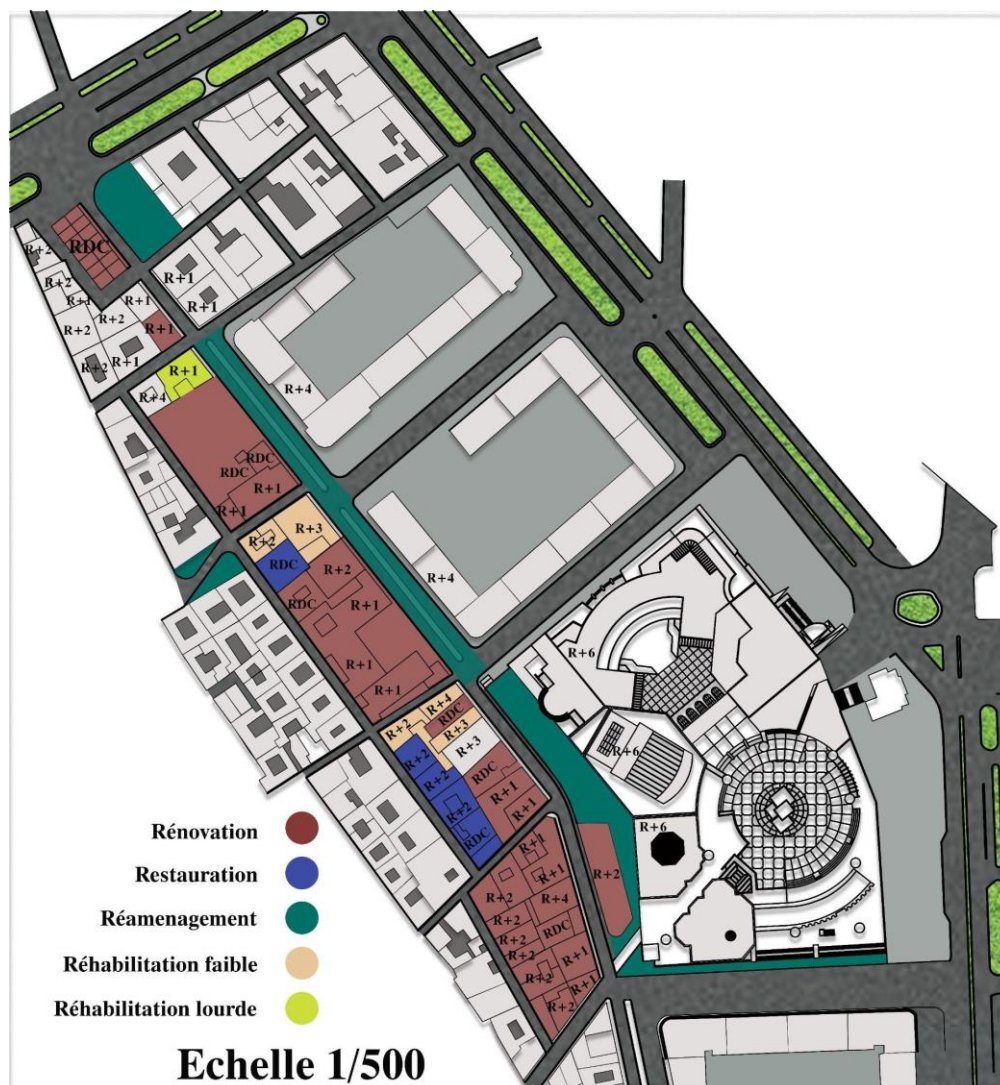 RDC
R+2
R+2
R+1
R+1
R+2
R+2
R+1
R+1
R+2
R+1
R+1
R+1
R+4
R+4
RDC
RDC
R+1
R+1
R+3
R+2
RDC
R+2
RDC
R+1
R+4
R+1
R+1
R+6
R+4
R+2
RDC
R+3
R+2
R+3
R+2
RDC
R+6
R+1
R+2
R+1
RDC
R+6
R+1
R+1
R+2
R+2
R+4
R+2
RDC
R+2
R+2
R+1
R+2
R+1
R+2
Rénovation
Restauration
Réamenagement
Réhabilitation faible
Réhabilitation lourde
Echelle 1/500